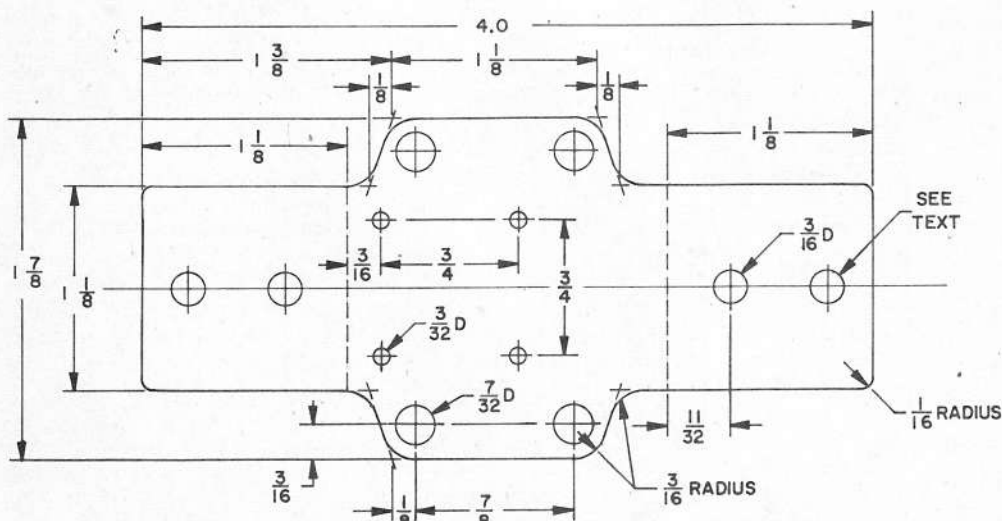 4.0
1 3/8
1 1/8
1/8
1/8
1 1/8
1 1/8
SEE
TEXT
3/16 D
3/16
3/4
3/4
1 7/8
1 1/8
3/32 D
7/32 D
11/32
1/16 RADIUS
3/16
3/16 RADIUS
1/8
7/8